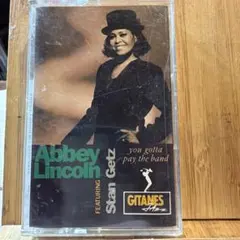 Abbey
Lincoln
FEATURING
Stan Getz
you gotta
pay the band
GITANES